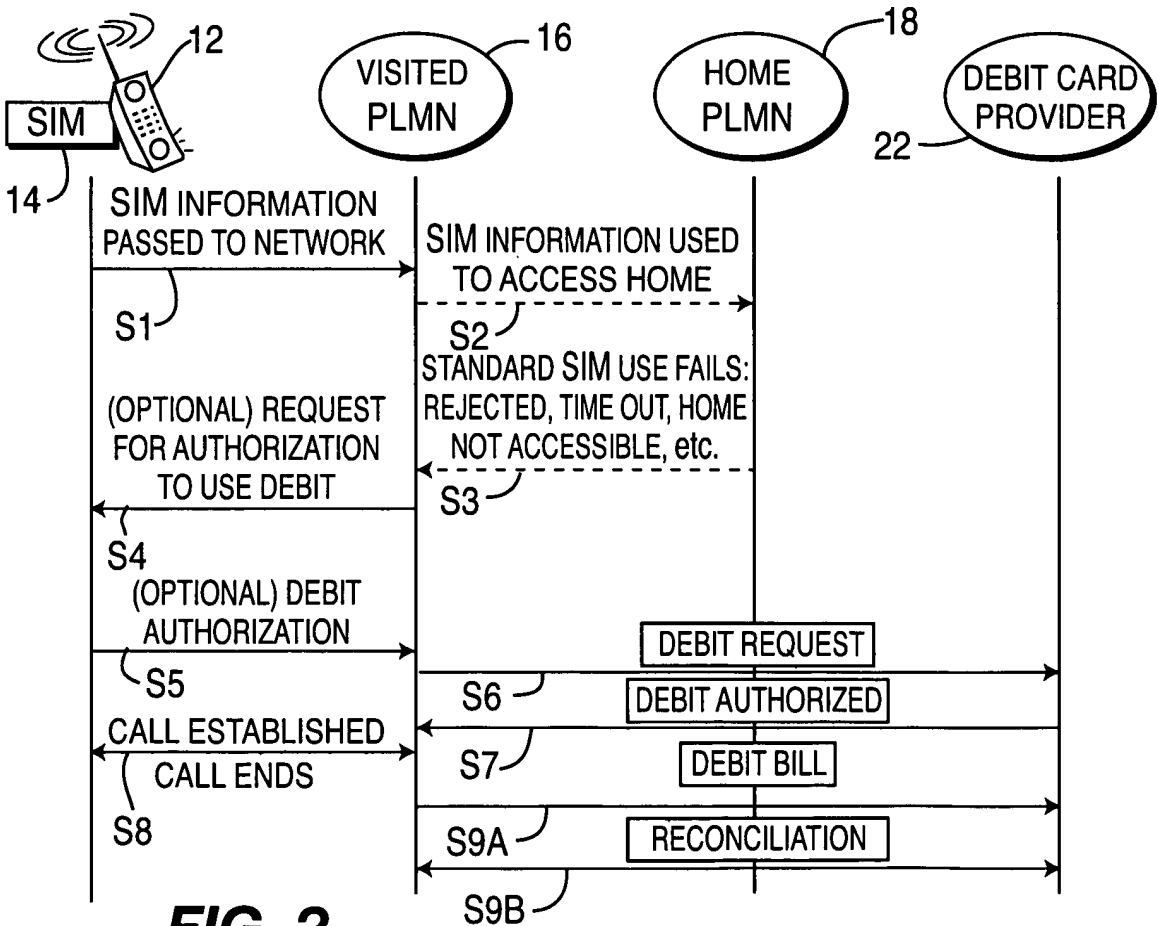 12
SIM
14
VISITED
PLMN
16
HOME
PLMN
18
DEBIT CARD
PROVIDER
22
SIM INFORMATION
PASSED TO NETWORK
S1
SIM INFORMATION USED
TO ACCESS HOME
S2
STANDARD SIM USE FAILS:
REJECTED, TIME OUT, HOME
NOT ACCESSIBLE, etc.
S3
(OPTIONAL) REQUEST
FOR AUTHORIZATION
TO USE DEBIT
S4
(OPTIONAL) DEBIT
AUTHORIZATION
S5
DEBIT REQUEST
S6
DEBIT AUTHORIZED
S7
CALL ESTABLISHED
CALL ENDS
S8
DEBIT BILL
S9A
RECONCILIATION
S9B
FIG. 2